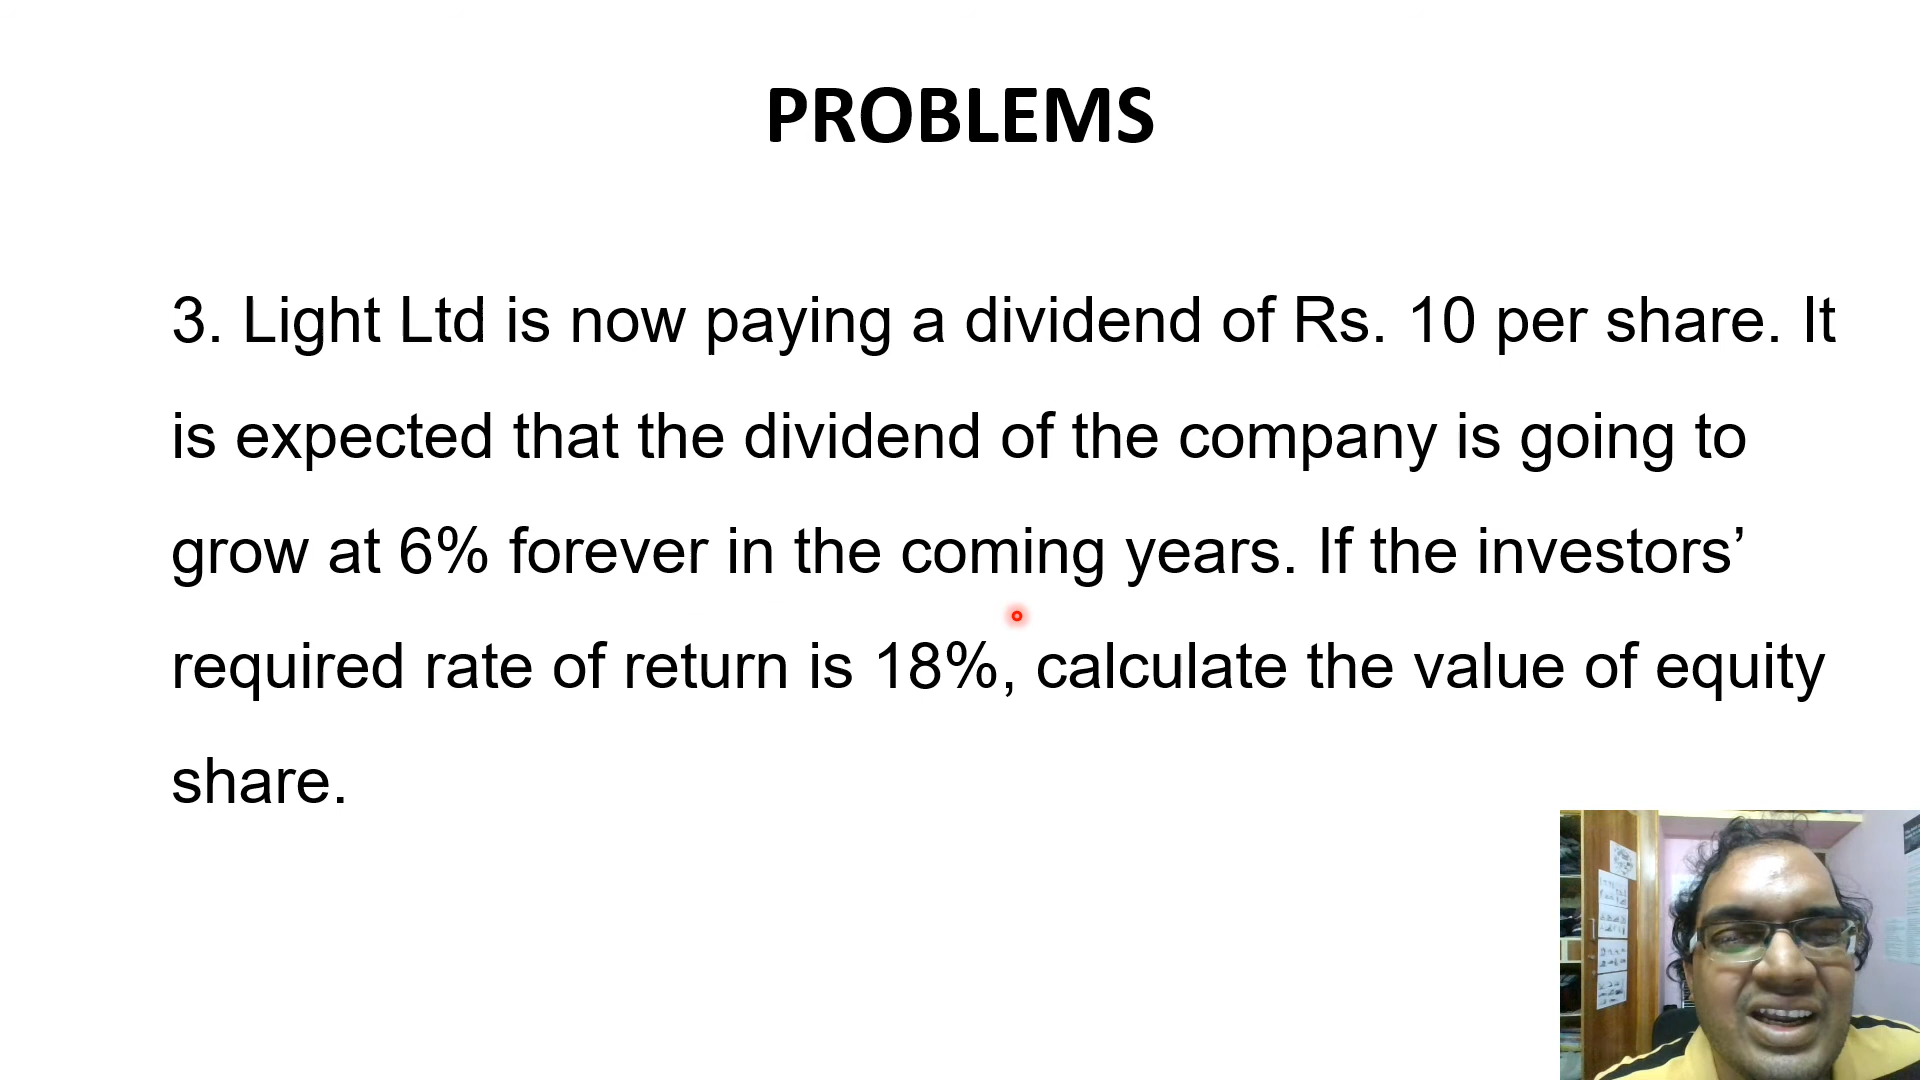 PROBLEMS
3. Light Ltd is now paying a dividend of Rs. 10 per share. It
is expected that the dividend of the company is going to
grow at 6% forever in the coming years. If the investors’
required rate of return is 18%, calculate the value of equity
share.